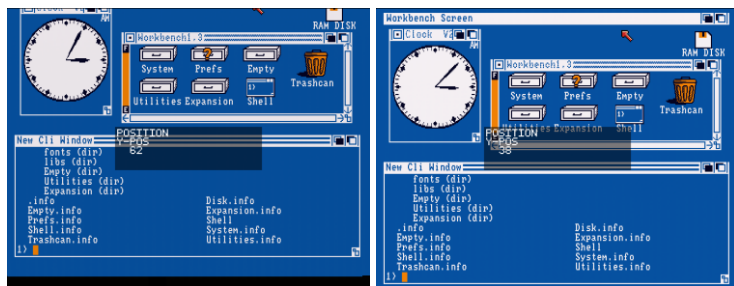 Clock V2
AM
RAM DISK
Workbench1.3
System Prefs Empty
Trashcan
1)
Utilities Expansion Shell
POSITION
Y-POS
62
New Cli Window
fonts (dir)
libs (dir)
Empty (dir)
Utilities (dir)
Expansion (dir)
.info Disk.info
Empty.info Expansion.info
Prefs.info Shell
Shell.info System.info
Trashcan.info Utilities.info
1)
Workbench Screen
Clock V2
AM
RAM DISK
Workbench1.3
System Prefs Empty
Trashcan
1)
Utilities Expansion Shell
POSITION
Y-POS
38
New Cli Window
fonts (dir)
libs (dir)
Empty (dir)
Utilities (dir)
Expansion (dir)
.info Disk.info
Empty.info Expansion.info
Prefs.info Shell
Shell.info System.info
Trashcan.info Utilities.info
1)